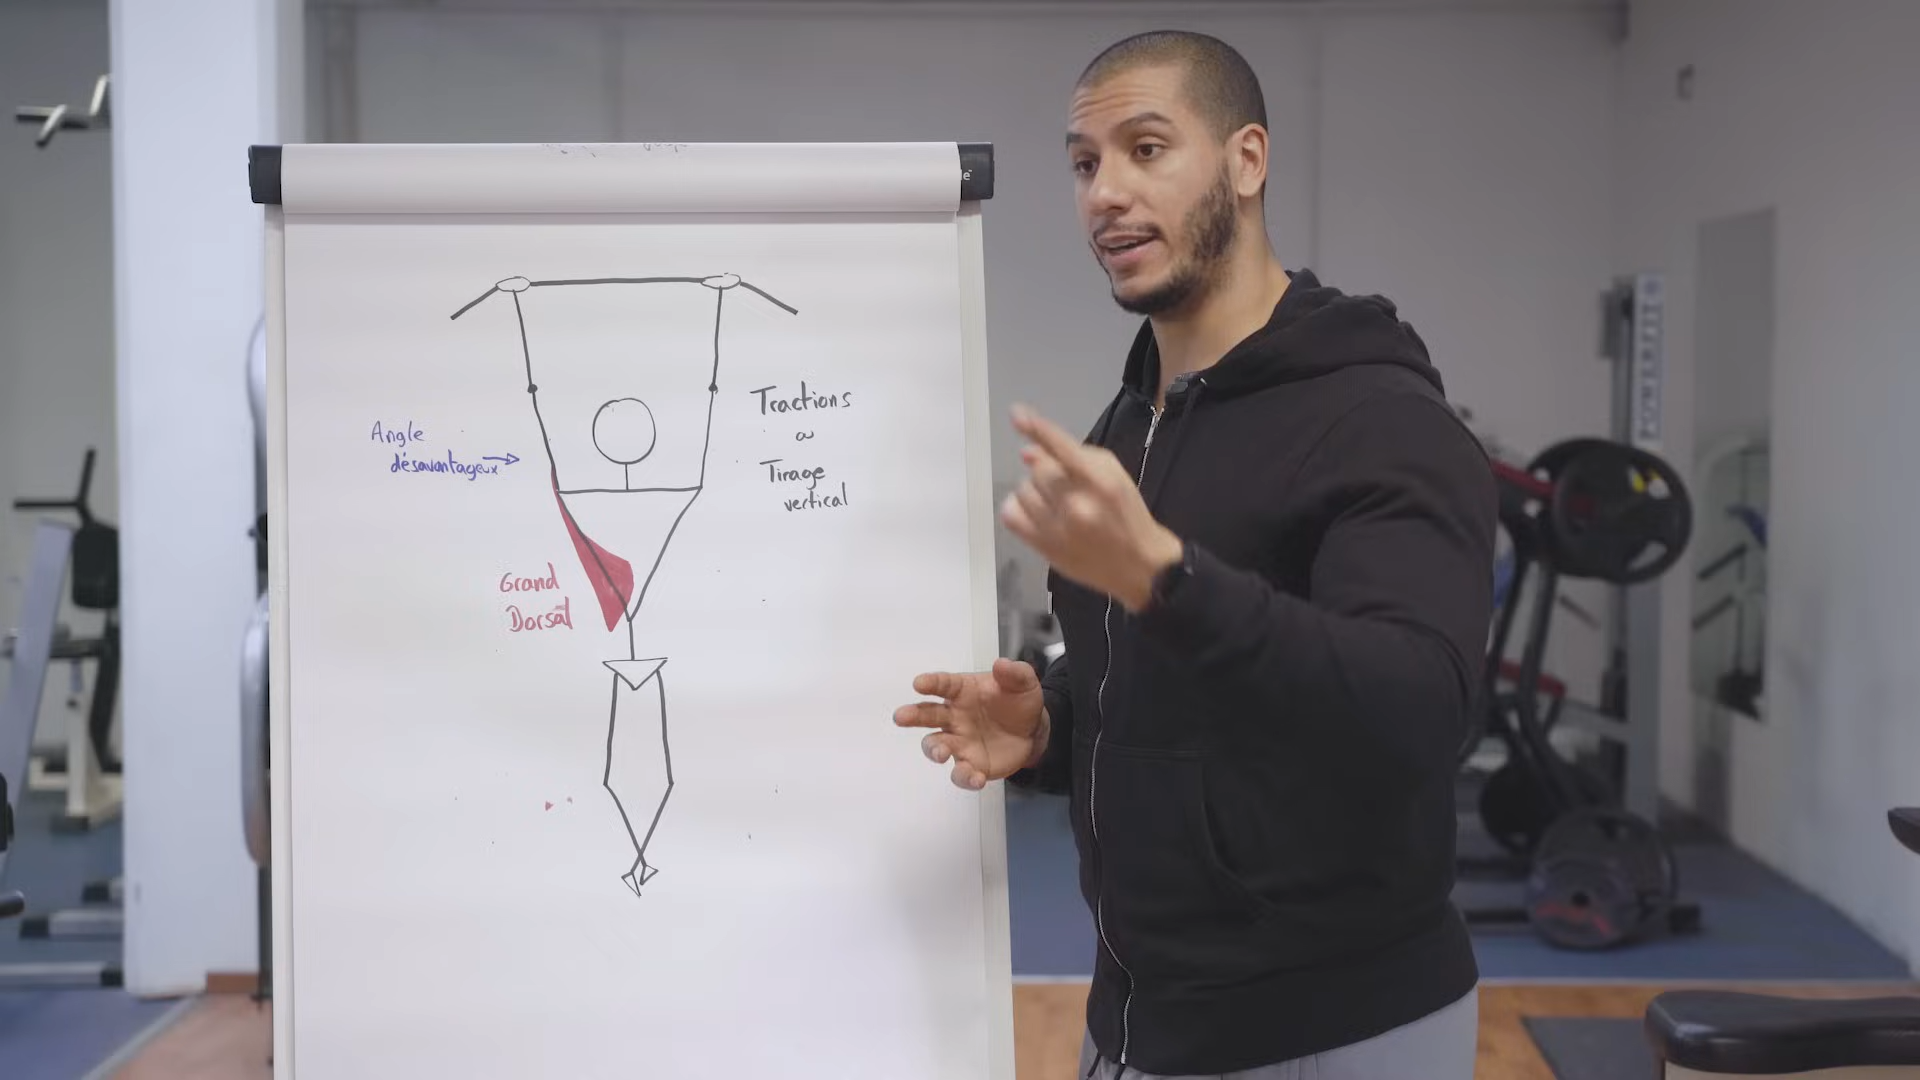 Angle
désavantageux
Tractions
ou
Tirage
vertical
Grand
Dorsal